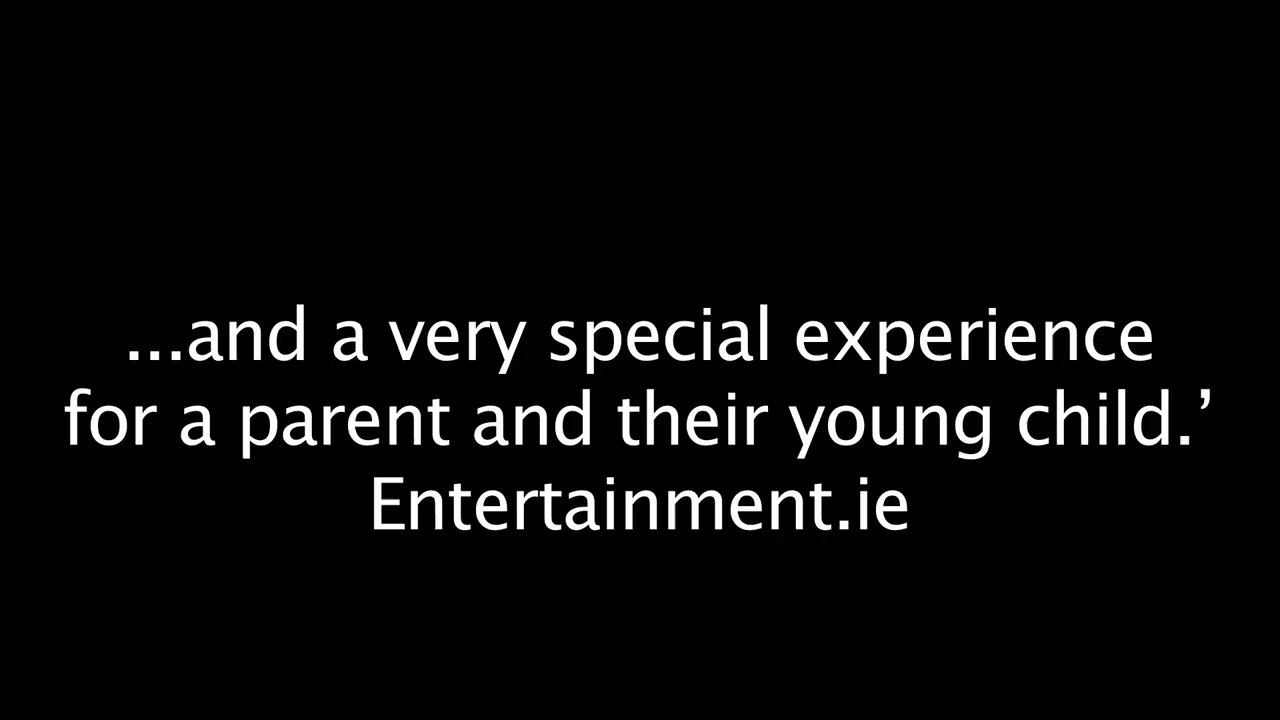 ...and a very special experience
for a parent and their young child.’
Entertainment.ie